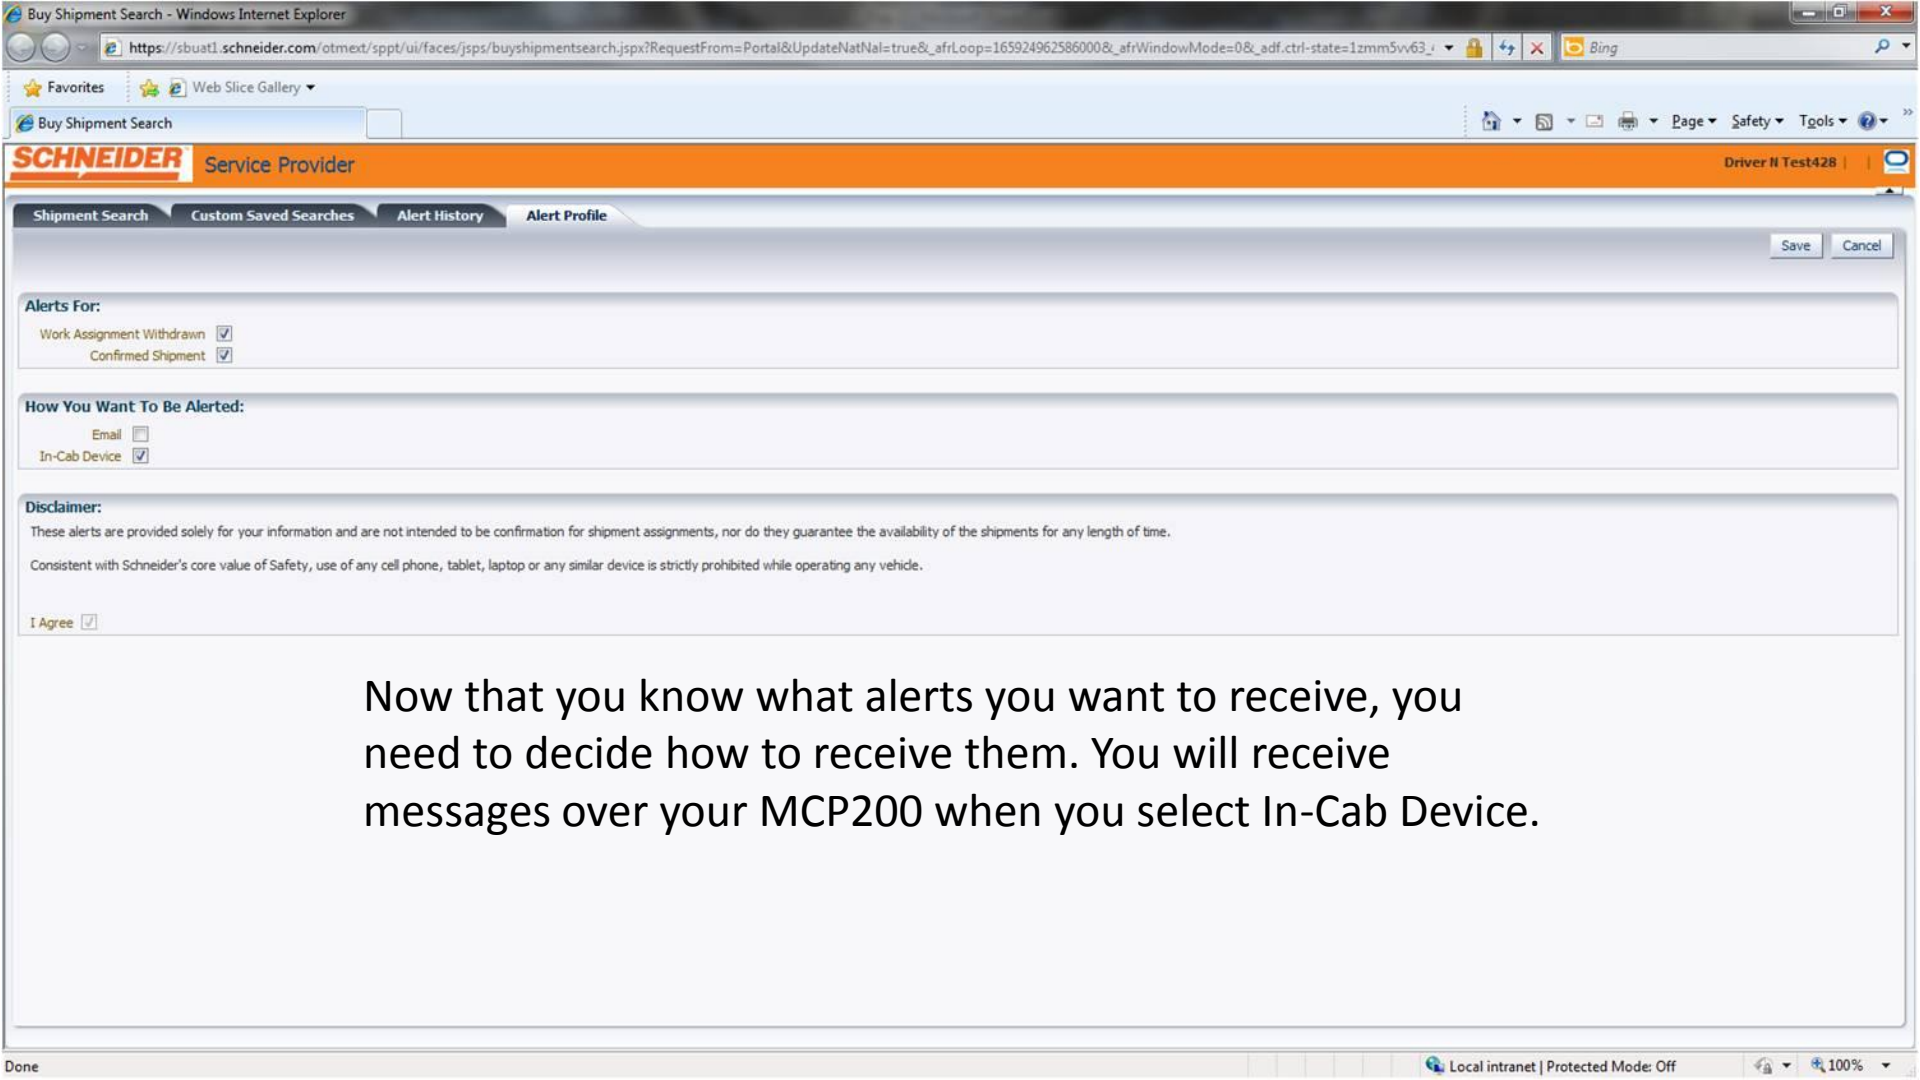 Buy Shipment Search - Windows Internet Explorer
https://sbuat1.schneider.com/otmext/sppt/ui/faces/jsps/buyshipmentsearch.jspx?RequestFrom=Portal&UpdateNatNal=true&_afrLoop=165924962586000&_afrWindowMode=0&_adf.ctrl-state=1zmm5vv63_ Bing
Favorites Web Slice Gallery
Buy Shipment Search Page Safety Tools
SCHNEIDER Service Provider Driver N Test428 | |
Shipment Search Custom Saved Searches Alert History Alert Profile
Save Cancel
Alerts For:
Work Assignment Withdrawn
Confirmed Shipment
How You Want To Be Alerted:
Email
In-Cab Device
Disclaimer:
These alerts are provided solely for your information and are not intended to be confirmation for shipment assignments, nor do they guarantee the availability of the shipments for any length of time.
Consistent with Schneider's core value of Safety, use of any cell phone, tablet, laptop or any similar device is strictly prohibited while operating any vehicle.
I Agree
Now that you know what alerts you want to receive, you
need to decide how to receive them. You will receive
messages over your MCP200 when you select In-Cab Device.
Done Local intranet | Protected Mode: Off 100%